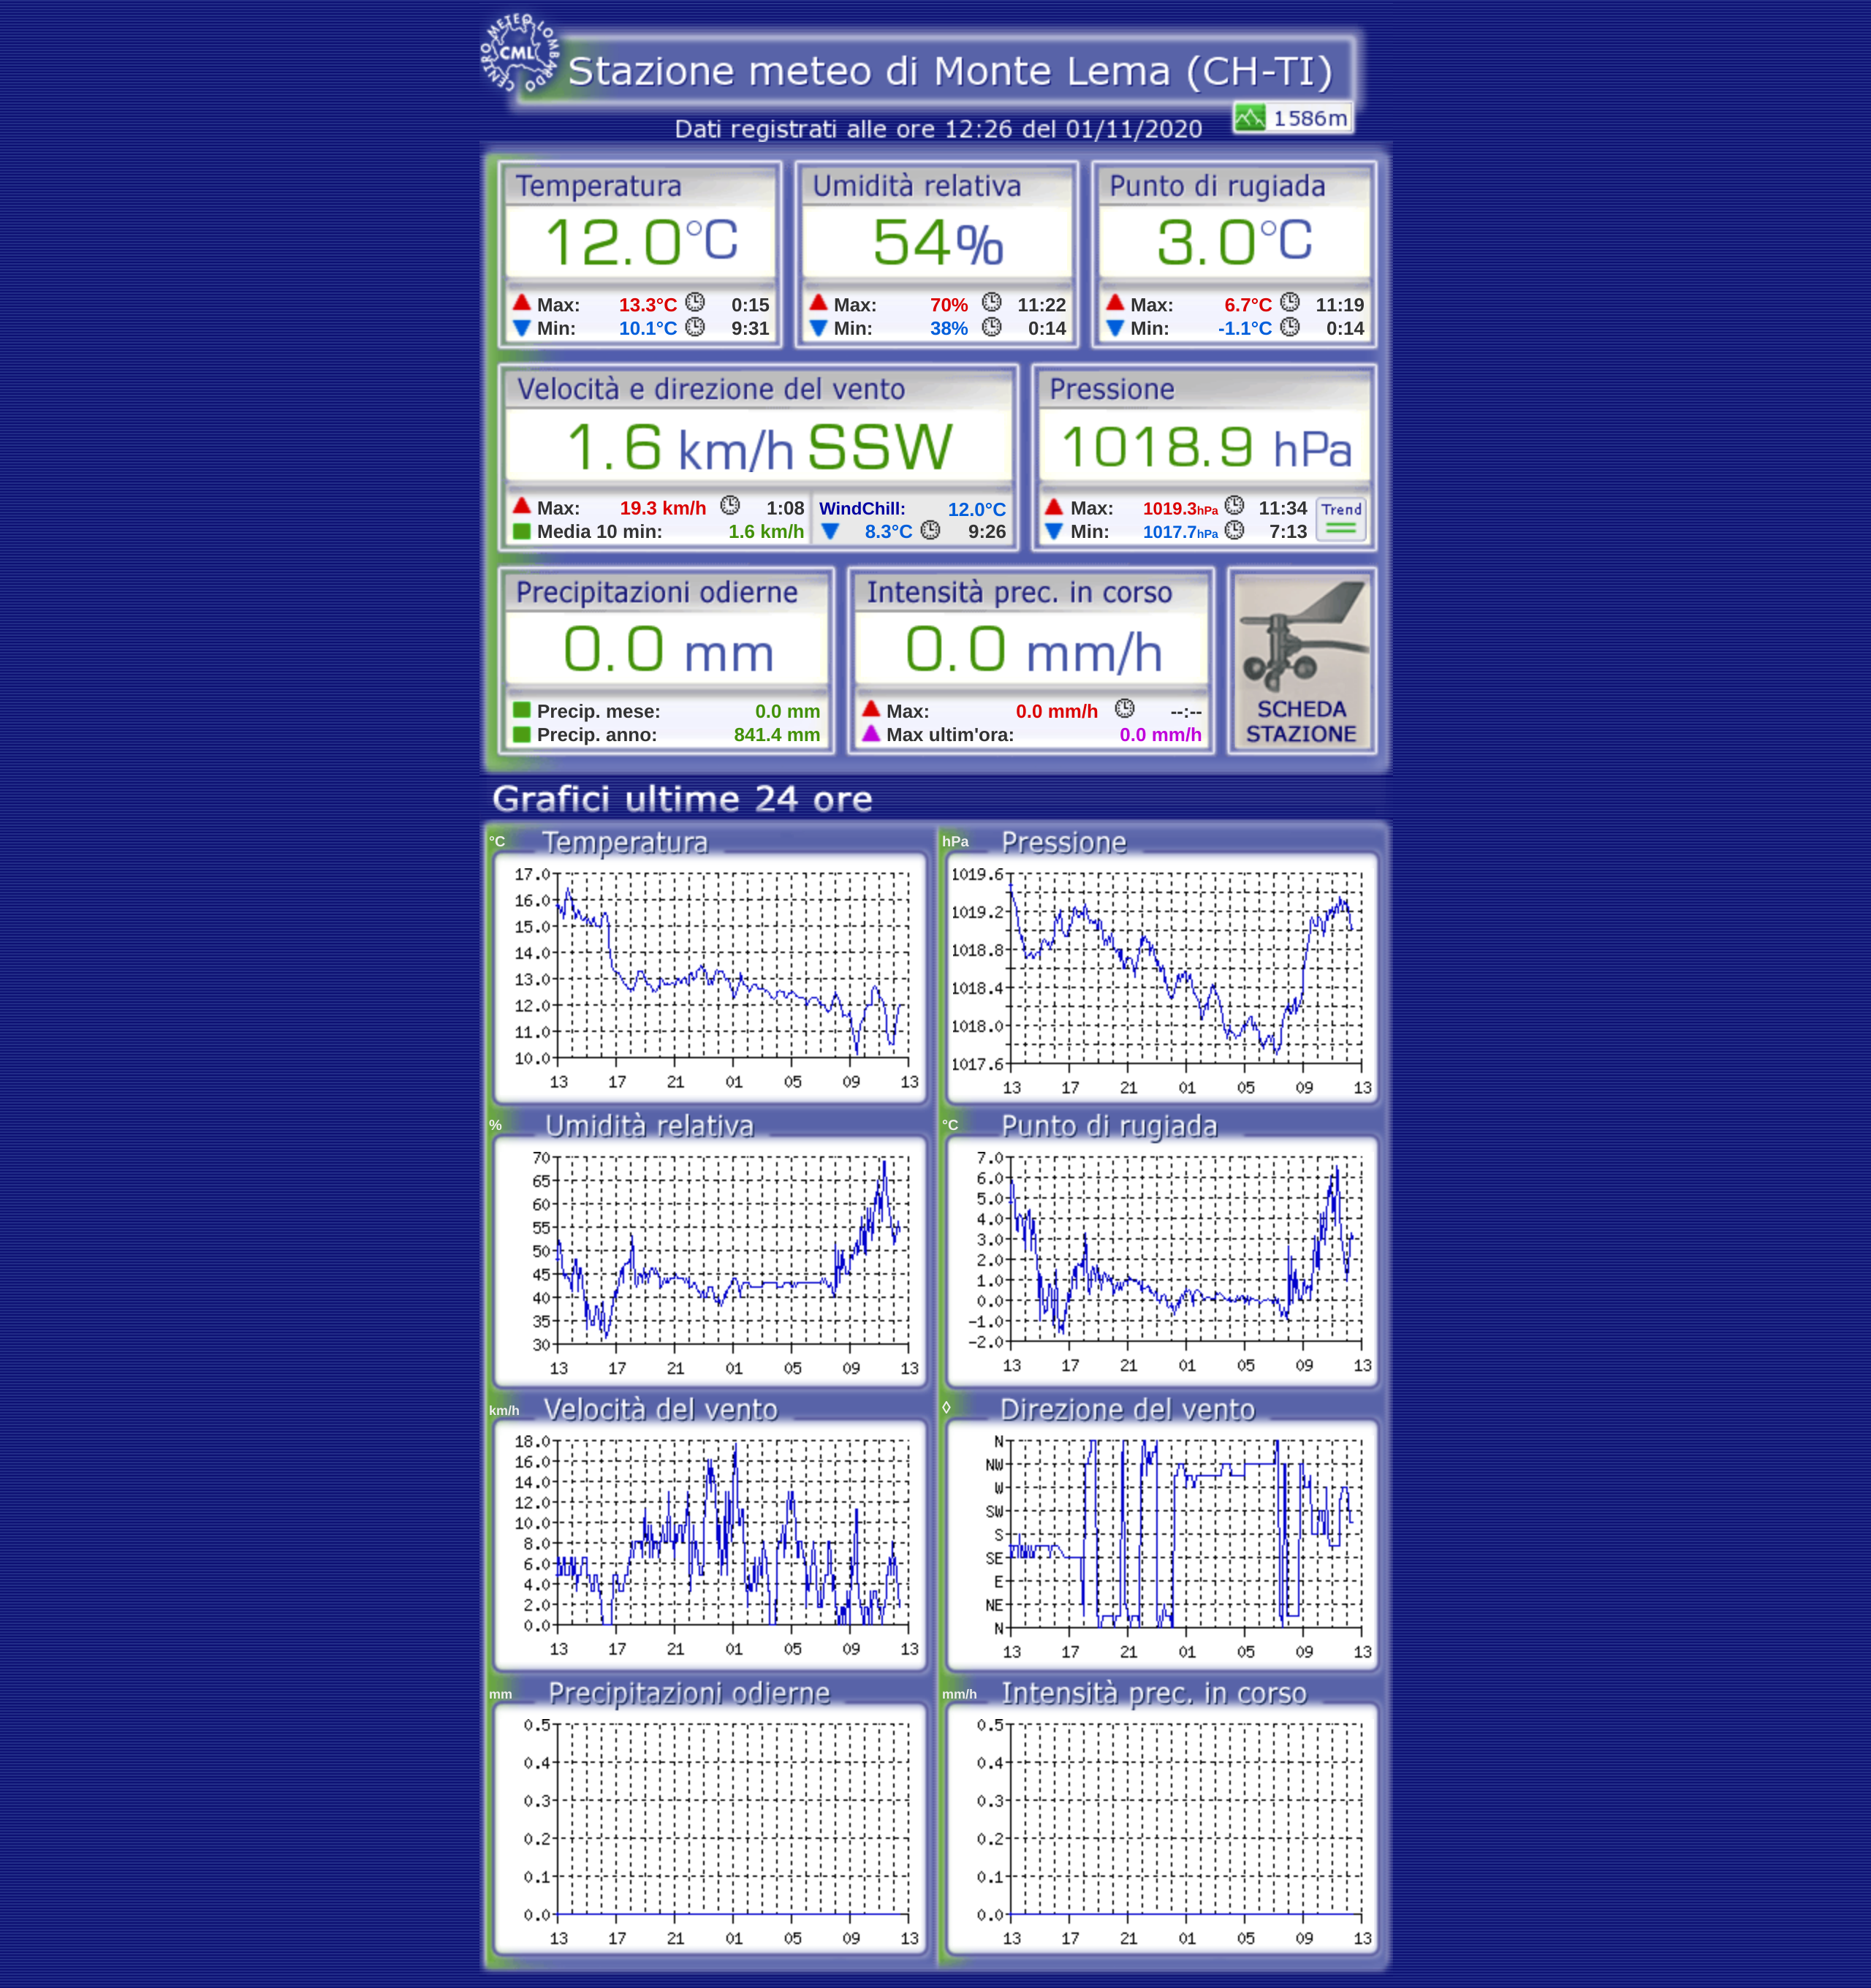 CENTRO METEO LOMBARDO
CML
Stazione meteo di Monte Lema (CH-TI)
1586m
Dati registrati alle ore 12:26 del 01/11/2020
Temperatura
12.0°C
Max: 13.3°C 0:15
Min: 10.1°C 9:31
Umidità relativa
54%
Max: 70% 11:22
Min: 38% 0:14
Punto di rugiada
3.0°C
Max: 6.7°C 11:19
Min: -1.1°C 0:14
Velocità e direzione del vento
1.6 km/h SSW
Max: 19.3 km/h 1:08
Media 10 min: 1.6 km/h
WindChill: 12.0°C
8.3°C 9:26
Pressione
1018.9 hPa
Max: 1019.3hPa 11:34
Min: 1017.7hPa 7:13
Trend
Precipitazioni odierne
0.0 mm
Precip. mese: 0.0 mm
Precip. anno: 841.4 mm
Intensità prec. in corso
0.0 mm/h
Max: 0.0 mm/h --:--
Max ultim'ora: 0.0 mm/h
SCHEDA
STAZIONE
Grafici ultime 24 ore
°C Temperatura
17.0
16.0
15.0
14.0
13.0
12.0
11.0
10.0
13 17 21 01 05 09 13
hPa Pressione
1019.6
1019.2
1018.8
1018.4
1018.0
1017.6
13 17 21 01 05 09 13
% Umidità relativa
70
65
60
55
50
45
40
35
30
13 17 21 01 05 09 13
°C Punto di rugiada
7.0
6.0
5.0
4.0
3.0
2.0
1.0
0.0
-1.0
-2.0
13 17 21 01 05 09 13
km/h Velocità del vento
18.0
16.0
14.0
12.0
10.0
8.0
6.0
4.0
2.0
0.0
13 17 21 01 05 09 13
◊ Direzione del vento
N
NW
W
SW
S
SE
E
NE
N
13 17 21 01 05 09 13
mm Precipitazioni odierne
0.5
0.4
0.3
0.2
0.1
0.0
13 17 21 01 05 09 13
mm/h Intensità prec. in corso
0.5
0.4
0.3
0.2
0.1
0.0
13 17 21 01 05 09 13